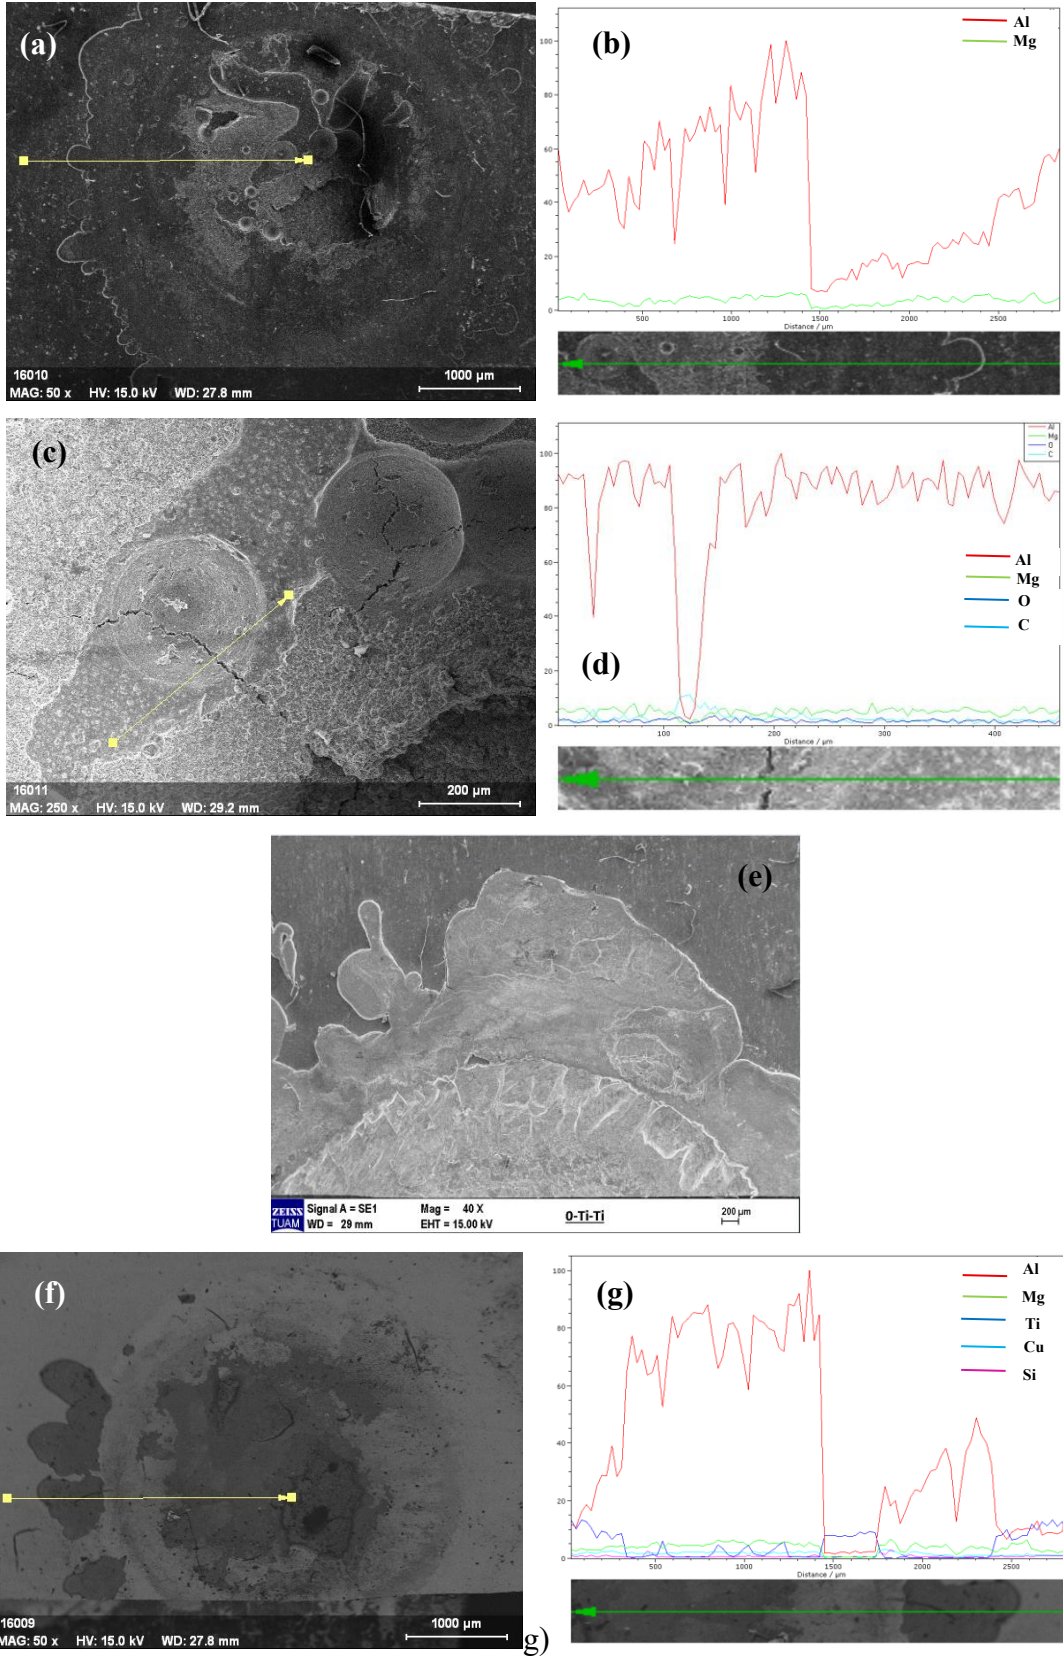 (a)
16010
MAG: 50 x HV: 15.0 kV WD: 27.8 mm
1000 µm
(b)
Al
Mg
100
80
60
40
20
0
500 1000 1500 2000 2500
Distance / µm
(c)
16011
MAG: 250 x HV: 15.0 kV WD: 29.2 mm
200 µm
Al
Mg
O
C
Al
Mg
O
C
(d)
100
80
60
40
20
0
100 200 300 400
Distance / µm
(e)
ZEISS
TUAM
Signal A = SE1 Mag = 40 X
WD = 29 mm EHT = 15.00 kV
0-Ti-Ti
200 µm
(f)
16009
MAG: 50 x HV: 15.0 kV WD: 27.8 mm
1000 µm
g)
(g)
Al
Mg
Ti
Cu
Si
100
80
60
40
20
0
500 1000 1500 2000 2500
Distance / µm